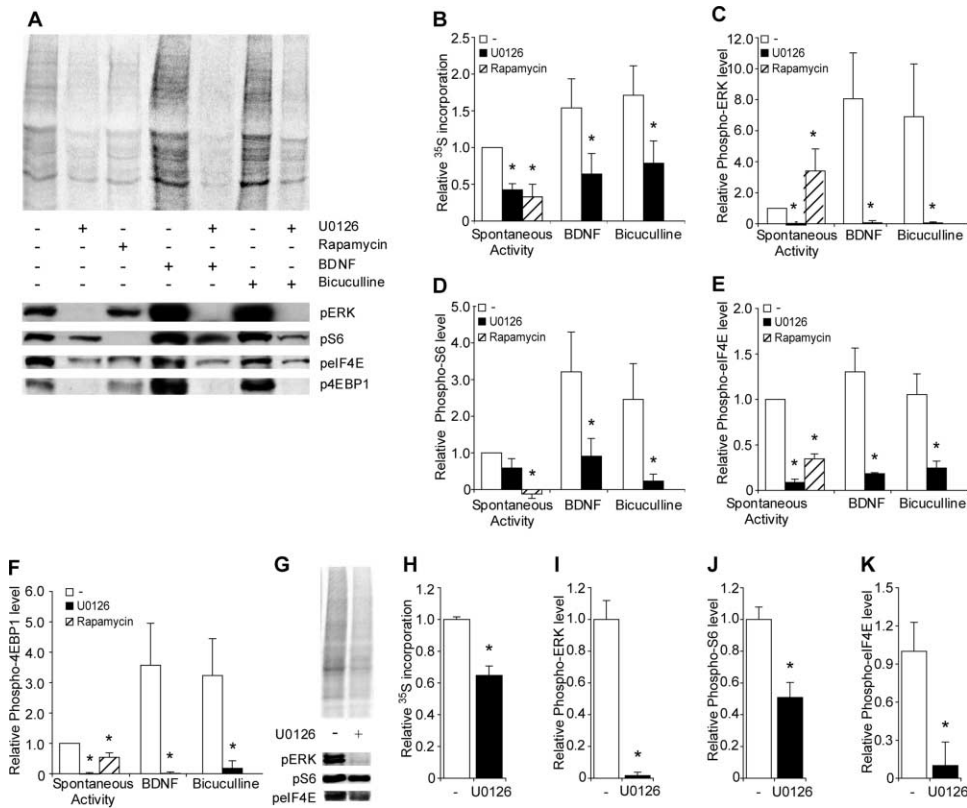 A
- + - - + - + U0126
- - + - - - - Rapamycin
- - - + + - - BDNF
- - - - - + + Bicuculline
pERK
pS6
peIF4E
p4EBP1
B
Relative 35S incorporation
2.5
2.0
1.5
1.0
0.5
0
-
U0126
Rapamycin
* * * *
Spontaneous Activity
BDNF
Bicuculline
C
Relative Phospho-ERK level
12.0
10.0
8.0
6.0
4.0
2.0
0
-
U0126
Rapamycin
* * * *
Spontaneous Activity
BDNF
Bicuculline
D
Relative Phospho-S6 level
5.0
4.0
3.0
2.0
1.0
0
-
U0126
Rapamycin
* * *
Spontaneous Activity
BDNF
Bicuculline
E
Relative Phospho-eIF4E level
2.0
1.5
1.0
0.5
0
-
U0126
Rapamycin
* * * *
Spontaneous Activity
BDNF
Bicuculline
F
Relative Phospho-4EBP1 level
6.0
5.0
4.0
3.0
2.0
1.0
0
-
U0126
Rapamycin
* * * *
Spontaneous Activity
BDNF
Bicuculline
G
U0126 - +
pERK
pS6
peIF4E
H
Relative 35S incorporation
1.2
1.0
0.8
0.6
0.4
0.2
0
*
- U0126
I
Relative Phospho-ERK level
1.2
1.0
0.8
0.6
0.4
0.2
0
*
- U0126
J
Relative Phospho-S6 level
1.2
1.0
0.8
0.6
0.4
0.2
0
*
- U0126
K
Relative Phospho-eIF4E level
1.5
1.2
0.9
0.6
0.3
0
*
- U0126